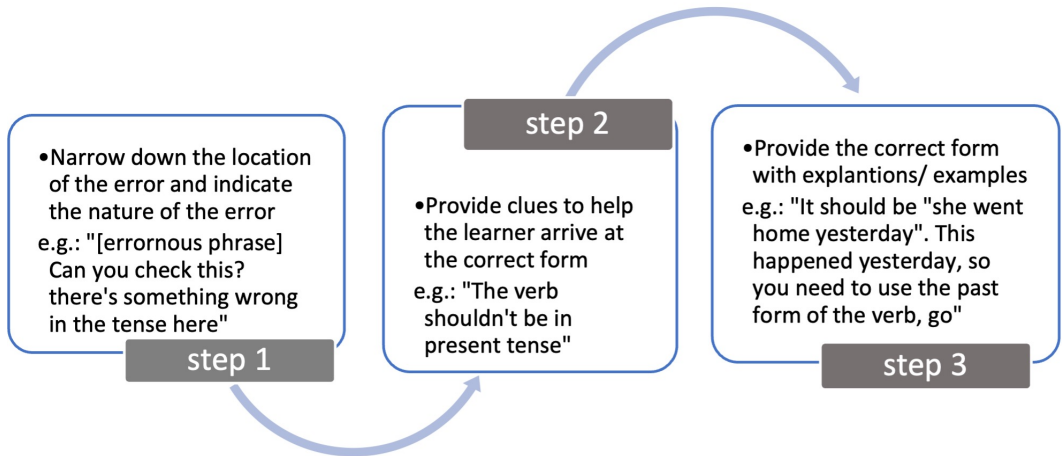 •Narrow down the location
of the error and indicate
the nature of the error
e.g.: "[errornous phrase]
Can you check this?
there's something wrong
in the tense here"
step 1
step 2
•Provide clues to help
the learner arrive at
the correct form
e.g.: "The verb
shouldn't be in
present tense"
•Provide the correct form
with explantions/ examples
e.g.: "It should be "she went
home yesterday". This
happened yesterday, so
you need to use the past
form of the verb, go"
step 3